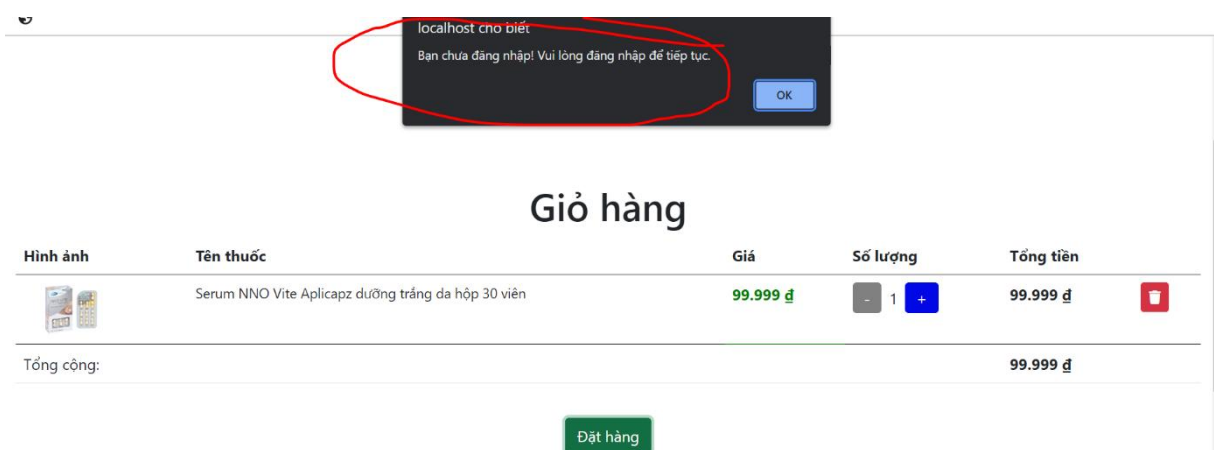 localhost cho biết
Bạn chưa đăng nhập! Vui lòng đăng nhập để tiếp tục.
OK
Giỏ hàng
Hình ảnh Tên thuốc Giá Số lượng Tổng tiền
Serum NNO Vite Aplicapz dưỡng trắng da hộp 30 viên 99.999 ₫ - 1 + 99.999 ₫
Tổng cộng: 99.999 ₫
Đặt hàng